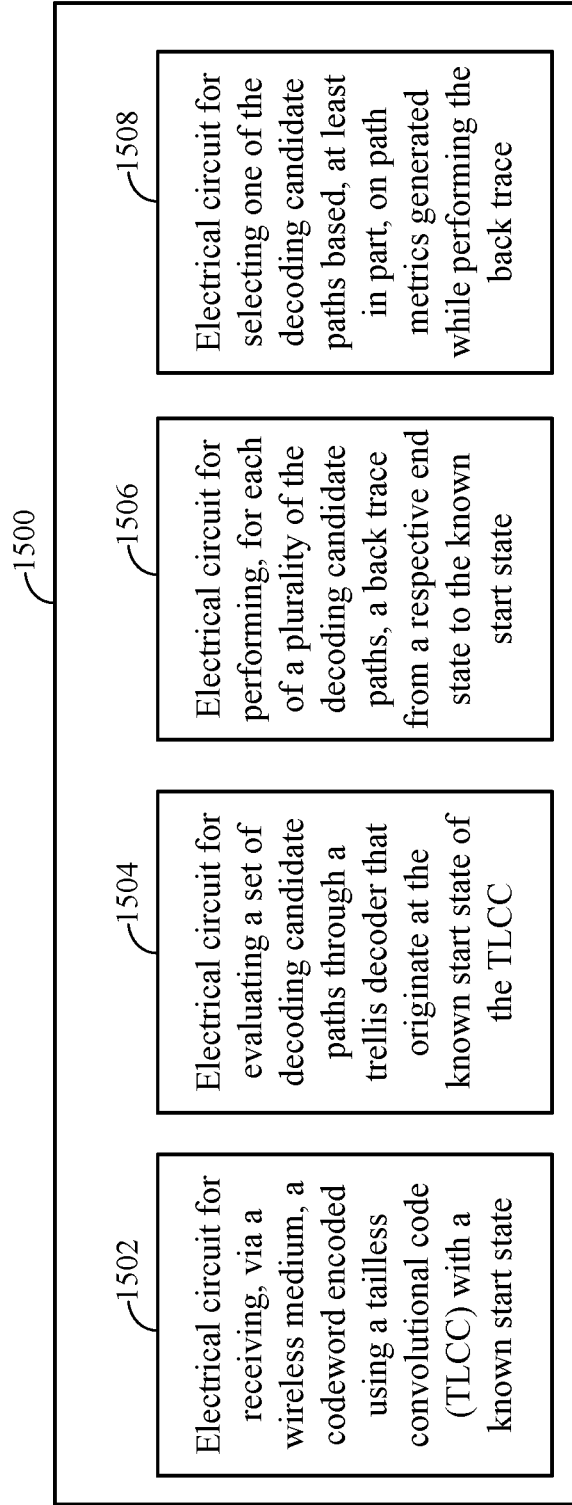 1500
1502
Electrical circuit for
receiving, via a
wireless medium, a
codeword encoded
using a tailless
convolutional code
(TLCC) with a
known start state
1504
Electrical circuit for
evaluating a set of
decoding candidate
paths through a
trellis decoder that
originate at the
known start state of
the TLCC
1506
Electrical circuit for
performing, for each
of a plurality of the
decoding candidate
paths, a back trace
from a respective end
state to the known
start state
1508
Electrical circuit for
selecting one of the
decoding candidate
paths based, at least
in part, on path
metrics generated
while performing the
back trace